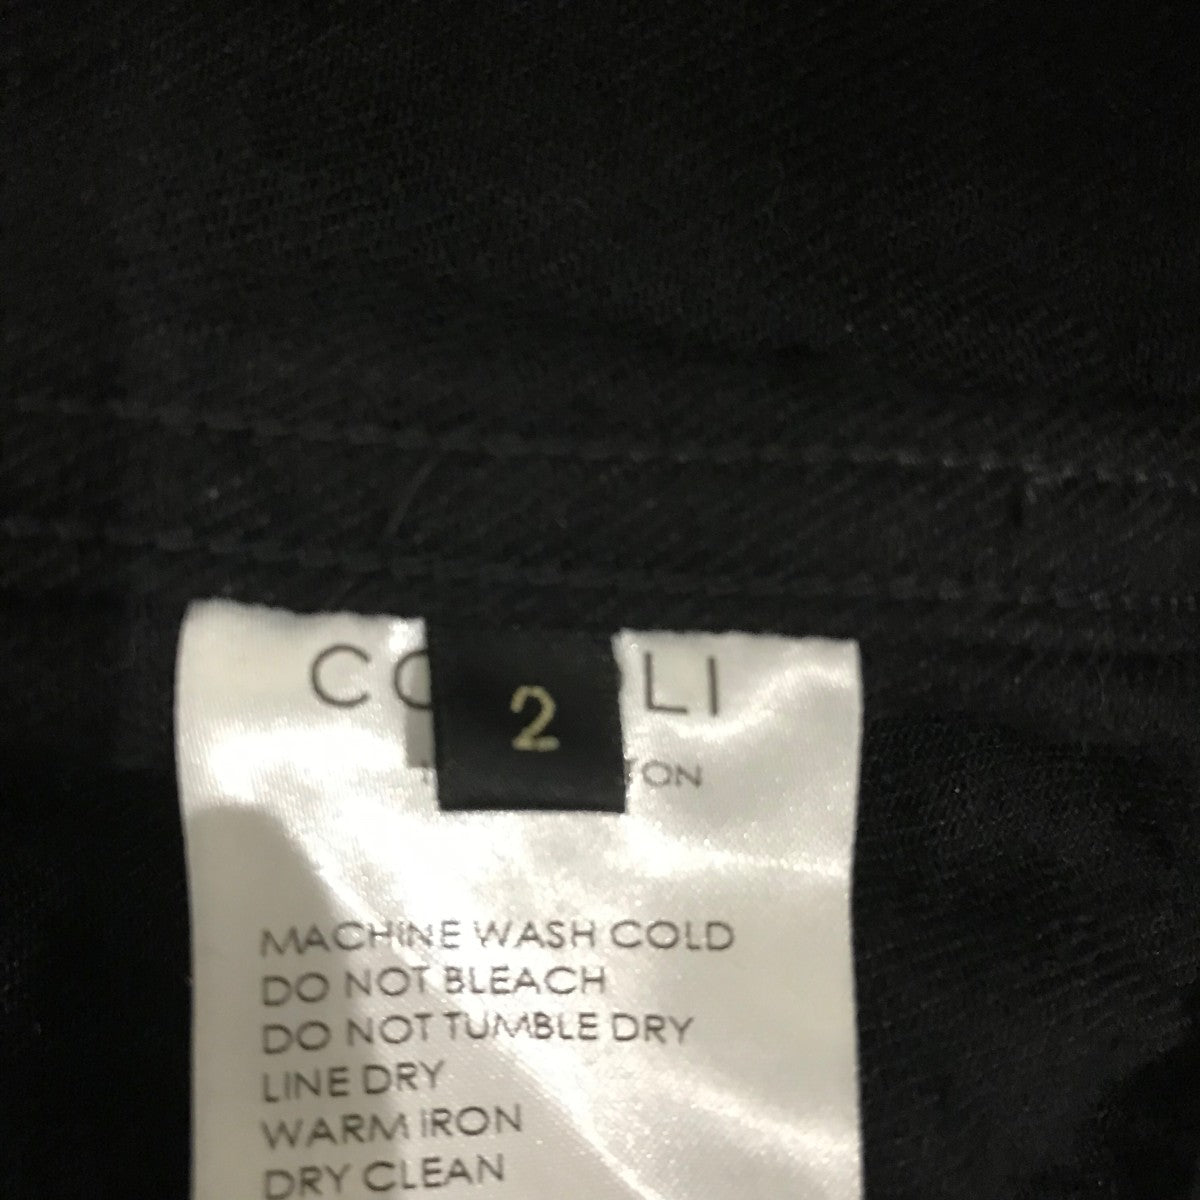 2
MACHINE WASH COLD
DO NOT BLEACH
DO NOT TUMBLE DRY
LINE DRY
WARM IRON
DRY CLEAN